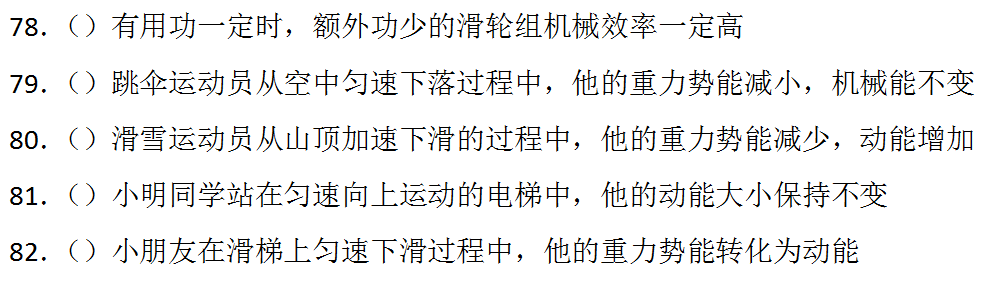 78．（）有用功一定时，额外功少的滑轮组机械效率一定高
79．（）跳伞运动员从空中匀速下落过程中，他的重力势能减小，机械能不变
80．（）滑雪运动员从山顶加速下滑的过程中，他的重力势能减少，动能增加
81．（）小明同学站在匀速向上运动的电梯中，他的动能大小保持不变
82．（）小朋友在滑梯上匀速下滑过程中，他的重力势能转化为动能